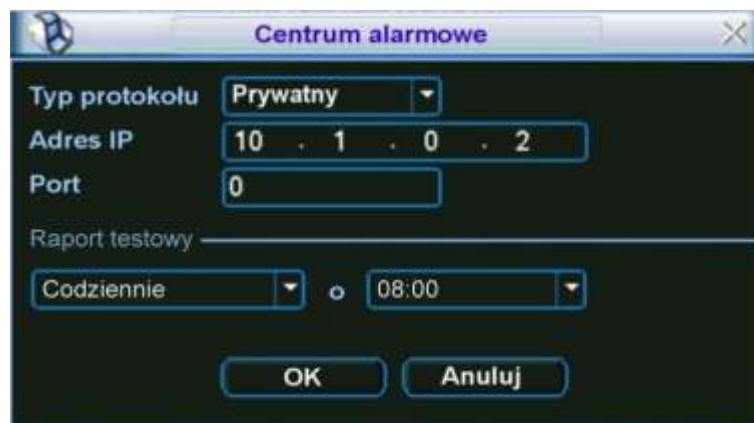 Centrum alarmowe
Typ protokołu Prywatny
Adres IP 10 . 1 . 0 . 2
Port 0
Raport testowy
Codziennie o 08:00
OK Anuluj